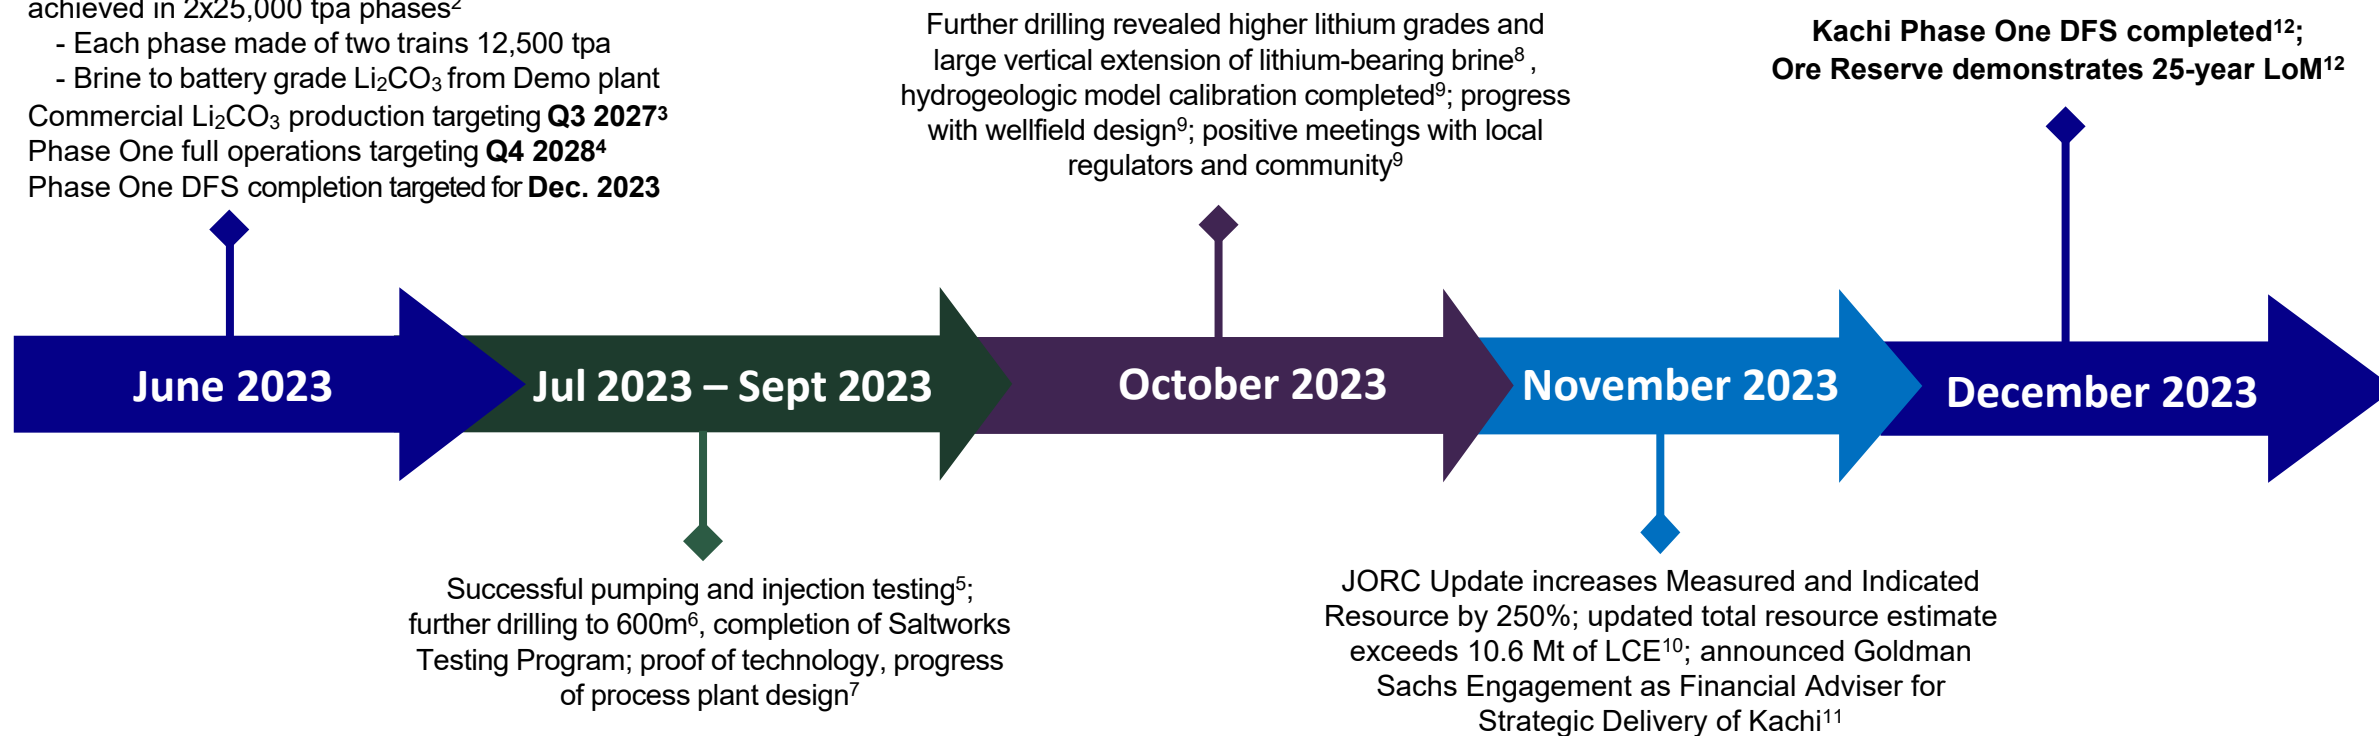 achieved in 2x25,000 tpa phases²
- Each phase made of two trains 12,500 tpa
- Brine to battery grade Li₂CO₃ from Demo plant
Commercial Li₂CO₃ production targeting Q3 2027³
Phase One full operations targeting Q4 2028⁴
Phase One DFS completion targeted for Dec. 2023
Further drilling revealed higher lithium grades and
large vertical extension of lithium-bearing brine⁸ ,
hydrogeologic model calibration completed⁹; progress
with wellfield design⁹; positive meetings with local
regulators and community⁹
Kachi Phase One DFS completed¹²;
Ore Reserve demonstrates 25-year LoM¹²
June 2023
Jul 2023 – Sept 2023
October 2023
November 2023
December 2023
Successful pumping and injection testing⁵;
further drilling to 600m⁶, completion of Saltworks
Testing Program; proof of technology, progress
of process plant design⁷
JORC Update increases Measured and Indicated
Resource by 250%; updated total resource estimate
exceeds 10.6 Mt of LCE¹⁰; announced Goldman
Sachs Engagement as Financial Adviser for
Strategic Delivery of Kachi¹¹